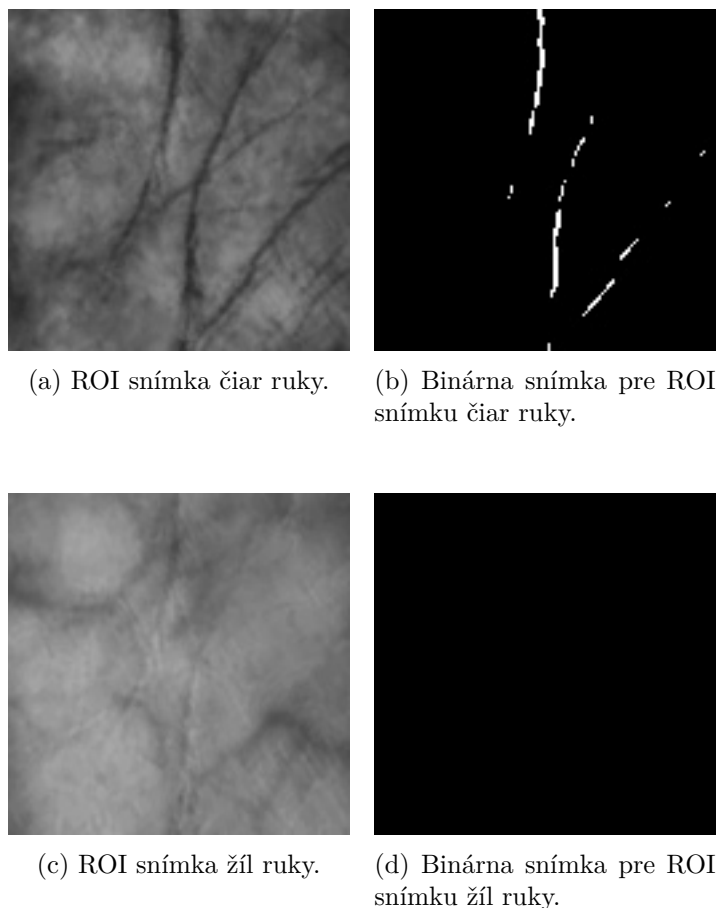 (a) ROI snímka čiar ruky.
(b) Binárna snímka pre ROI
snímku čiar ruky.
(c) ROI snímka žíl ruky.
(d) Binárna snímka pre ROI
snímku žíl ruky.